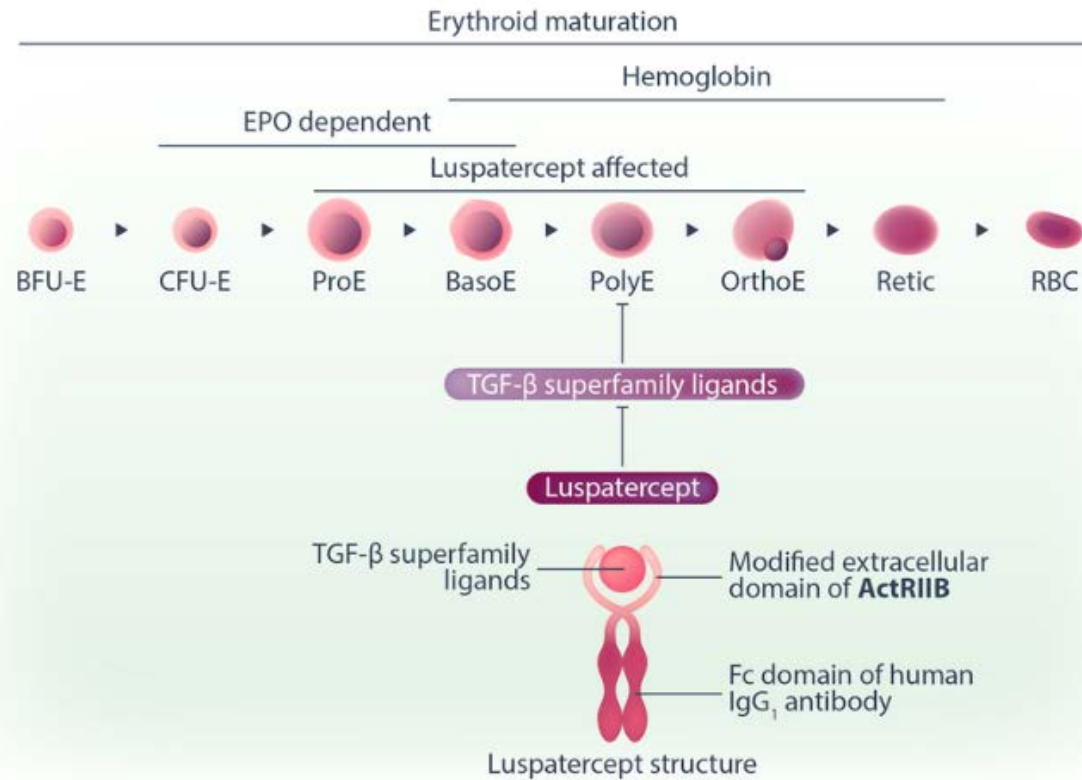 Erythroid maturation
Hemoglobin
EPO dependent
Luspatercept affected
BFU-E CFU-E ProE BasoE PolyE OrthoE Retic RBC
TGF-β superfamily ligands
Luspatercept
TGF-β superfamily
ligands
Modified extracellular
domain of ActRIIB
Fc domain of human
IgG₁ antibody
Luspatercept structure